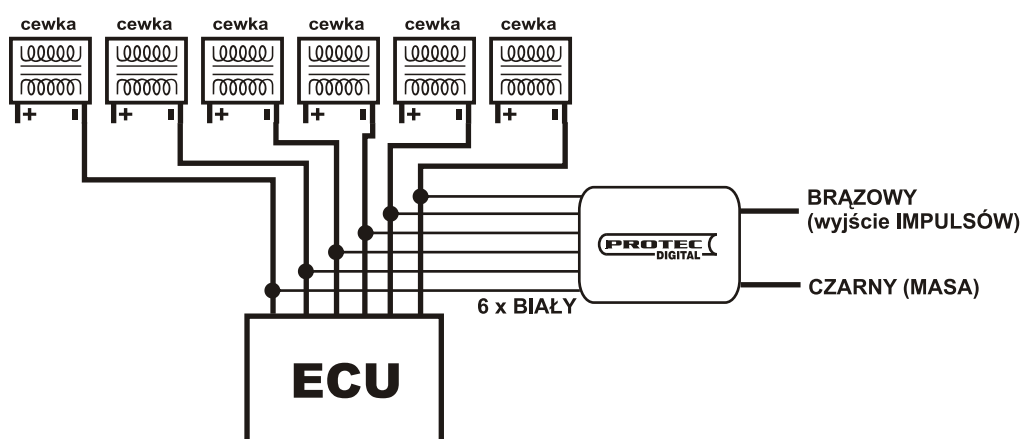 cewka cewka cewka cewka cewka cewka
+ - + - + - + - + - + -
BRĄZOWY
(wyjście IMPULSÓW)
PROTEC
DIGITAL
CZARNY (MASA)
6 x BIAŁY
ECU